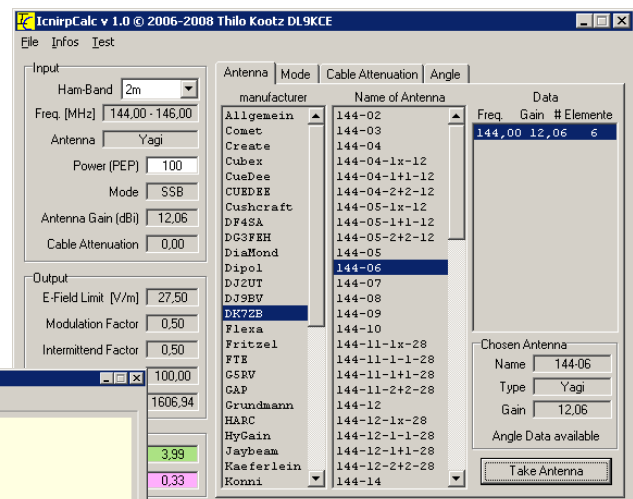 IcnirpCalc v 1.0 © 2006-2008 Thilo Kootz DL9KCE
File Infos Test
Input
Ham-Band 2m
Freq. [MHz] 144,00 - 146,00
Antenna Yagi
Power (PEP) 100
Mode SSB
Antenna Gain (dBi) 12,06
Cable Attenuation 0,00
Output
E-Field Limit [V/m] 27,50
Modulation Factor 0,50
Intermittend Factor 0,50
100,00
1606,94
3,99
0,33
Antenna Mode Cable Attenuation Angle
manufacturer
Allgemein
Comet
Create
Cubex
CueDee
CUEDEE
Cushcraft
DF4SA
DG3FEH
DiaMond
Dipol
DJ2UT
DJ9BV
DK7ZB
Flexa
Fritzel
FTE
G5RV
GAP
Grundmann
HARC
HyGain
Jaybeam
Kaeferlein
Konni
Name of Antenna
144-02
144-03
144-04
144-04-1x-12
144-04-1+1-12
144-04-2+2-12
144-05-1x-12
144-05-1+1-12
144-05-2+2-12
144-05
144-06
144-07
144-08
144-09
144-10
144-11-1x-28
144-11-1-1-28
144-11-1+1-28
144-11-2+2-28
144-12
144-12-1x-28
144-12-1-1-28
144-12-1+1-28
144-12-2+2-28
144-14
Data
Freq. Gain # Elemente
144,00 12,06 6
Chosen Antenna
Name 144-06
Type Yagi
Gain 12,06
Angle Data available
Take Antenna